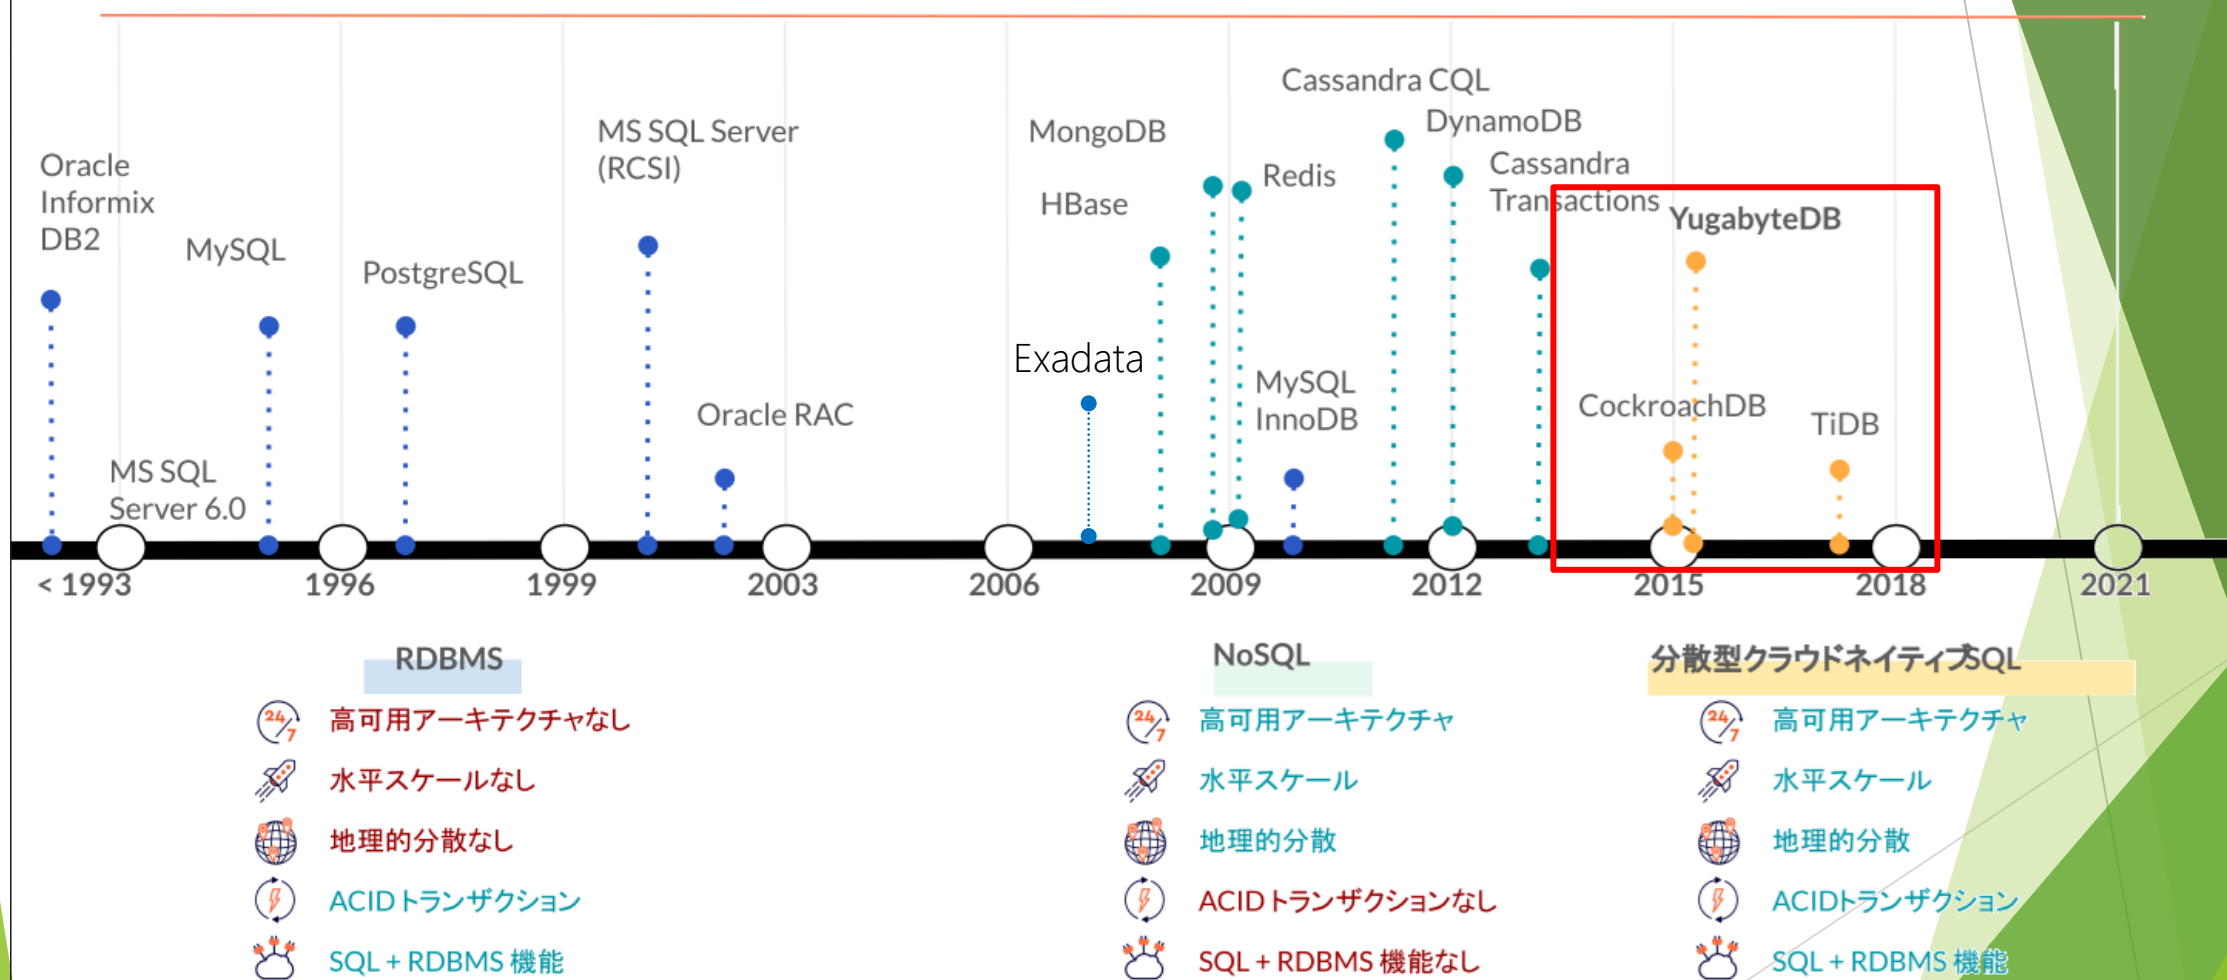 Cassandra CQL
DynamoDB
MongoDB
MS SQL Server
(RCSI)
Cassandra
Transactions
Oracle
Informix
DB2
Redis
HBase
YugabyteDB
MySQL
PostgreSQL
Exadata
MySQL
InnoDB
CockroachDB
Oracle RAC
TiDB
MS SQL
Server 6.0
< 1993
1996
1999
2003
2006
2009
2012
2015
2018
2021
RDBMS
24/7
高可用アーキテクチャなし
水平スケールなし
地理的分散なし
ACID トランザクション
SQL + RDBMS 機能
NoSQL
24/7
高可用アーキテクチャ
水平スケール
地理的分散
ACID トランザクションなし
SQL + RDBMS 機能なし
分散型クラウドネイティブSQL
24/7
高可用アーキテクチャ
水平スケール
地理的分散
ACIDトランザクション
SQL + RDBMS 機能